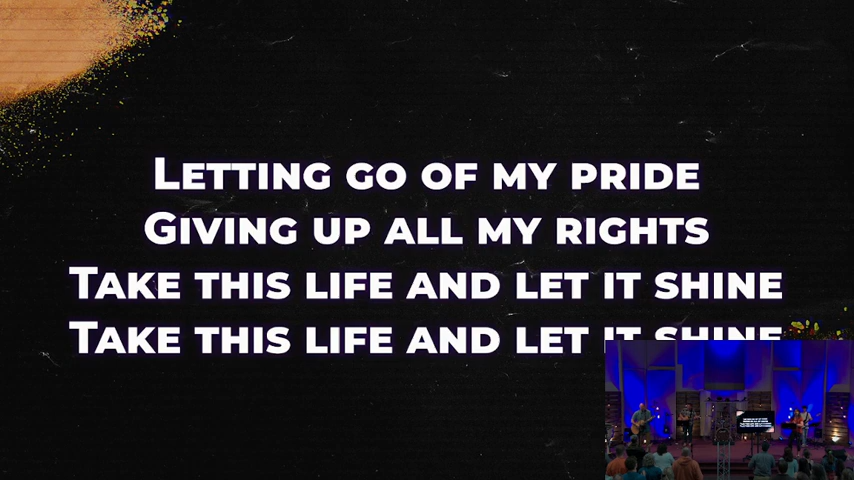 Letting go of my pride
Giving up all my rights
Take this life and let it shine
Take this life and let it shine